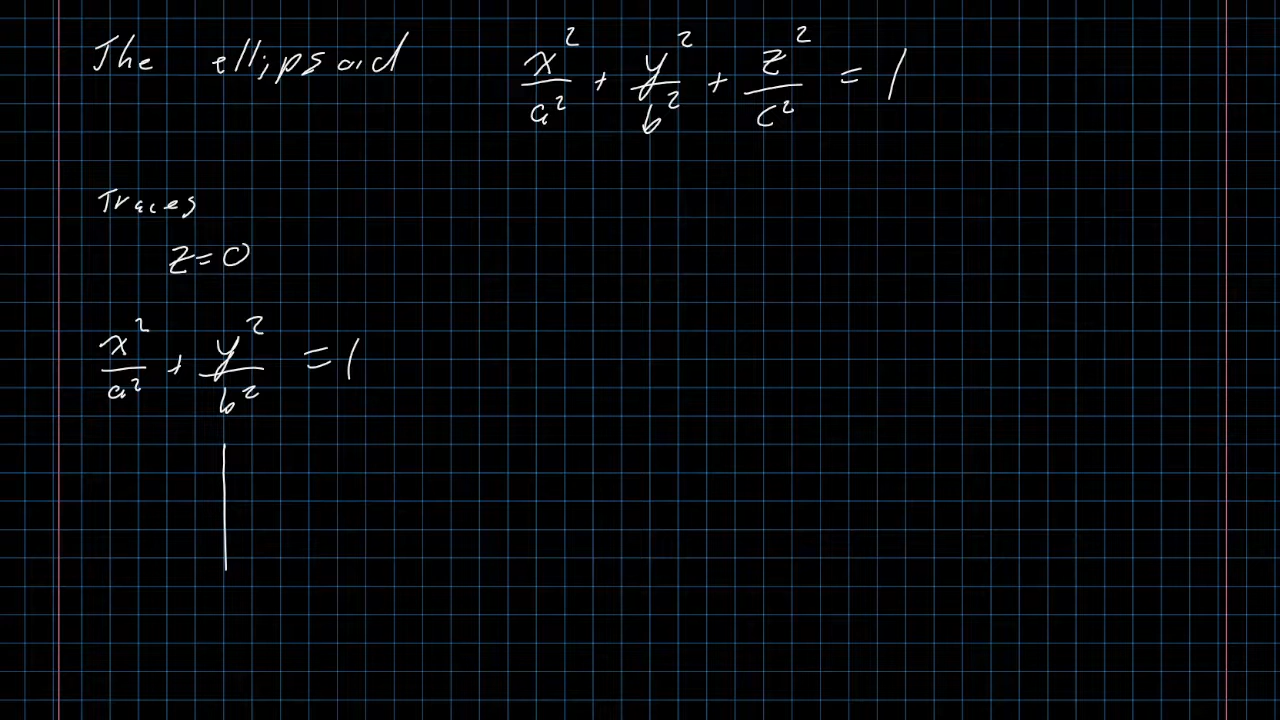 The ellipsoid x²/a² + y²/b² + z²/c² = 1
Traces
z=0
x²/a² + y²/b² = 1